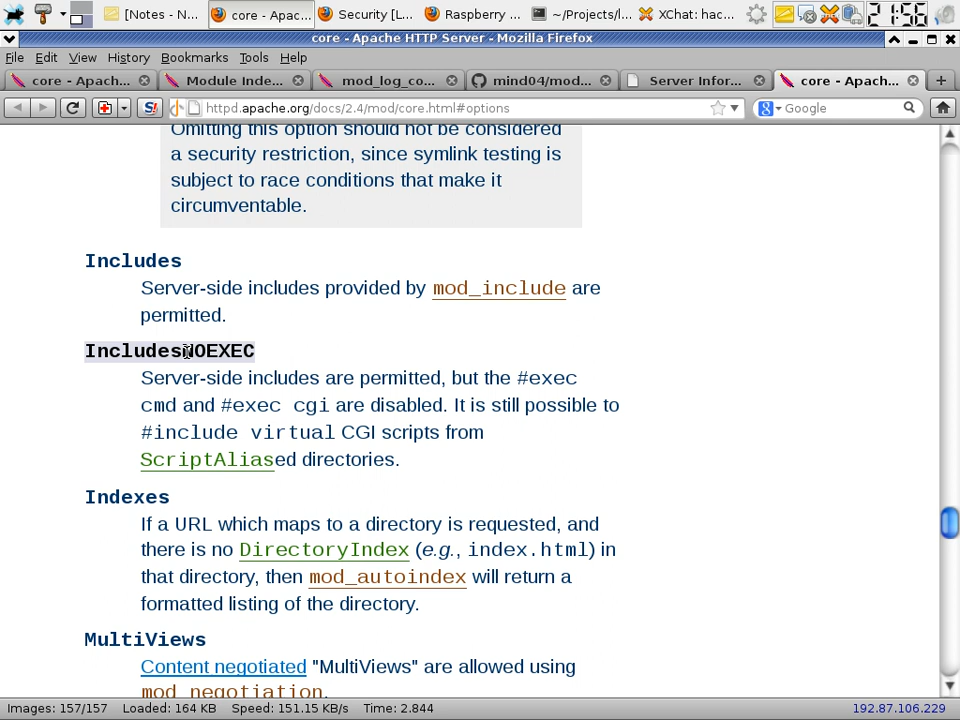 [Notes - N...
core - Apac...
Security [L...
Raspberry ...
~/Projects/l...
XChat: hac...
21:56
core - Apache HTTP Server - Mozilla Firefox
File Edit View History Bookmarks Tools Help
core - Apach...
Module Inde...
mod_log_co...
mind04/mod...
Server Infor...
core - Apach...
httpd.apache.org/docs/2.4/mod/core.html#options
Google
Omitting this option should not be considered
a security restriction, since symlink testing is
subject to race conditions that make it
circumventable.
Includes
Server-side includes provided by mod_include are
permitted.
IncludesNOEXEC
Server-side includes are permitted, but the #exec
cmd and #exec cgi are disabled. It is still possible to
#include virtual CGI scripts from
ScriptAliased directories.
Indexes
If a URL which maps to a directory is requested, and
there is no DirectoryIndex (e.g., index.html) in
that directory, then mod_autoindex will return a
formatted listing of the directory.
MultiViews
Content negotiated "MultiViews" are allowed using
mod_negotiation.
Images: 157/157 Loaded: 164 KB Speed: 151.15 KB/s Time: 2.844
192.87.106.229